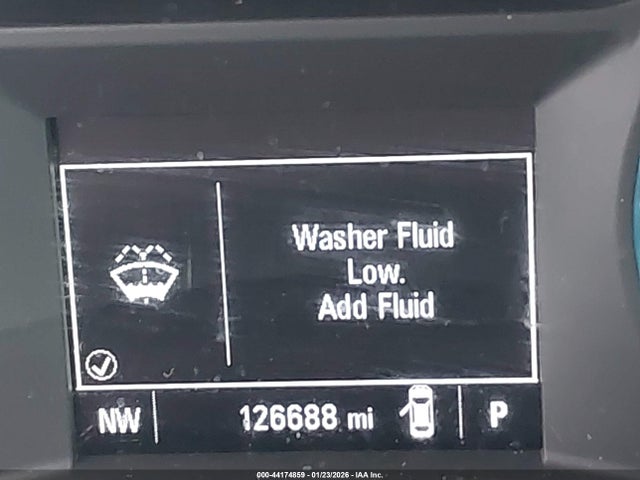 Washer Fluid
Low.
Add Fluid
NW 126688 mi P
000-44174859 - 01/23/2026 - IAA Inc.